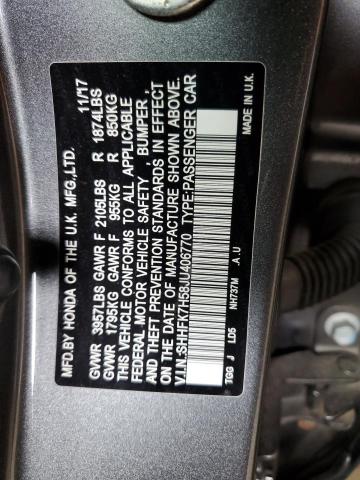 MFD.BY HONDA OF THE U.K. MFG.,LTD. 11/17
GVWR 3957LBS GAWR F 2105LBS R 1874LBS
GVWR 1795KG GAWR F 955KG R 850KG
THIS VEHICLE CONFORMS TO ALL APPLICABLE
FEDERAL MOTOR VEHICLE SAFETY , BUMPER ,
AND THEFT PREVENTION STANDARDS IN EFFECT
ON THE DATE OF MANUFACTURE SHOWN ABOVE.
V.I.N.:SHHFK7H58JU406770 TYPE:PASSENGER CAR
NH737M .A .U MADE IN U.K.
TGG J LD5